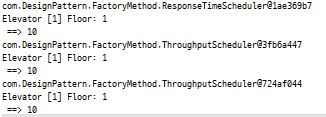 com.DesignPattern.FactoryMethod.ResponseTimeScheduler@1ae369b7
Elevator [1] Floor: 1
==> 10
com.DesignPattern.FactoryMethod.ThroughputScheduler@3fb6a447
Elevator [1] Floor: 1
==> 10
com.DesignPattern.FactoryMethod.ThroughputScheduler@724af044
Elevator [1] Floor: 1
==> 10